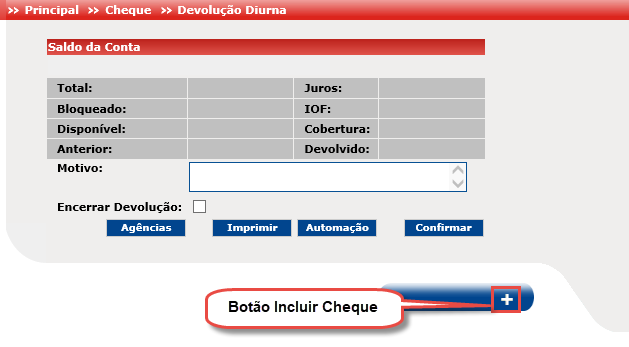 >> Principal >> Cheque >> Devolução Diurna
Saldo da Conta
Total: Juros:
Bloqueado: IOF:
Disponível: Cobertura:
Anterior: Devolvido:
Motivo:
Encerrar Devolução:
Agências Imprimir Automação Confirmar
Botão Incluir Cheque +